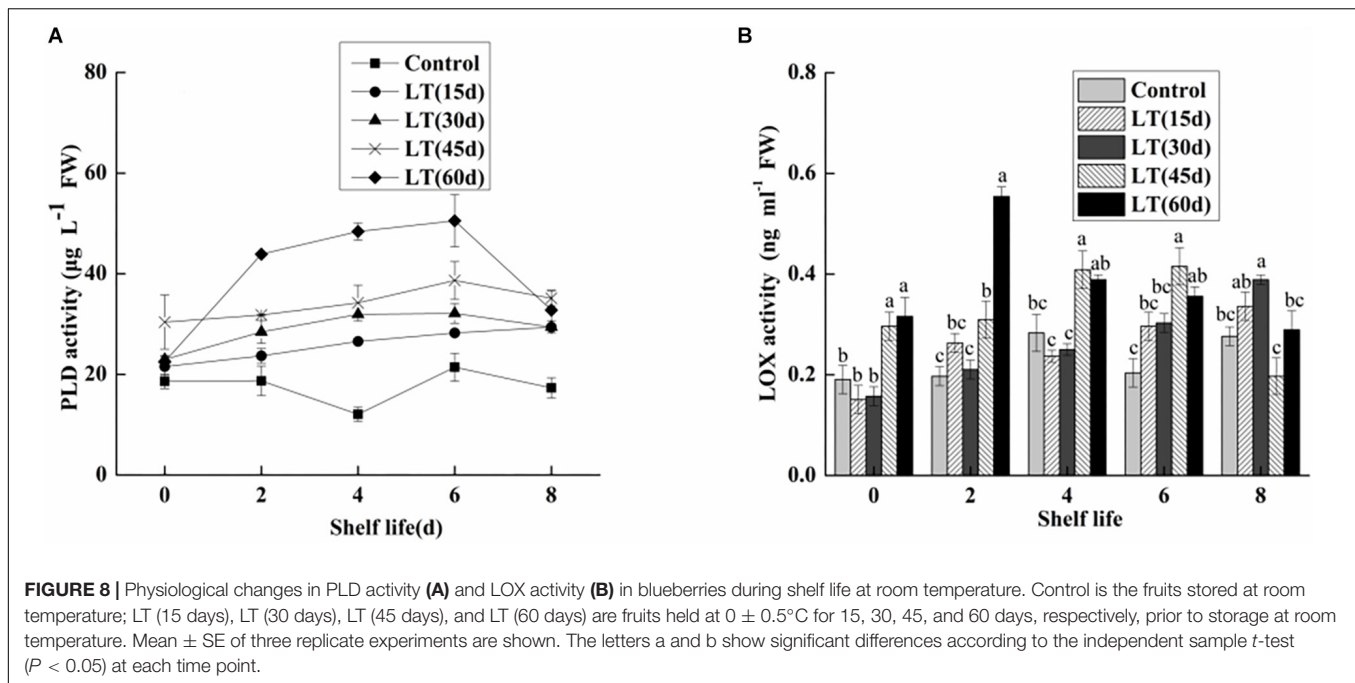 A
Control
LT(15d)
LT(30d)
LT(45d)
LT(60d)
PLD activity (µg L⁻¹ FW)
80
60
40
20
0
0 2 4 6 8
Shelf life(d)
B
Control
LT(15d)
LT(30d)
LT(45d)
LT(60d)
LOX activity (ng ml⁻¹ FW)
0.8
0.6
0.4
0.2
0.0
b b b a a
c bc c b a
bc c c a ab
c bc bc a ab
bc ab a c bc
0 2 4 6 8
Shelf life
FIGURE 8 | Physiological changes in PLD activity (A) and LOX activity (B) in blueberries during shelf life at room temperature. Control is the fruits stored at room
temperature; LT (15 days), LT (30 days), LT (45 days), and LT (60 days) are fruits held at 0 ± 0.5°C for 15, 30, 45, and 60 days, respectively, prior to storage at room
temperature. Mean ± SE of three replicate experiments are shown. The letters a and b show significant differences according to the independent sample t-test
(P < 0.05) at each time point.